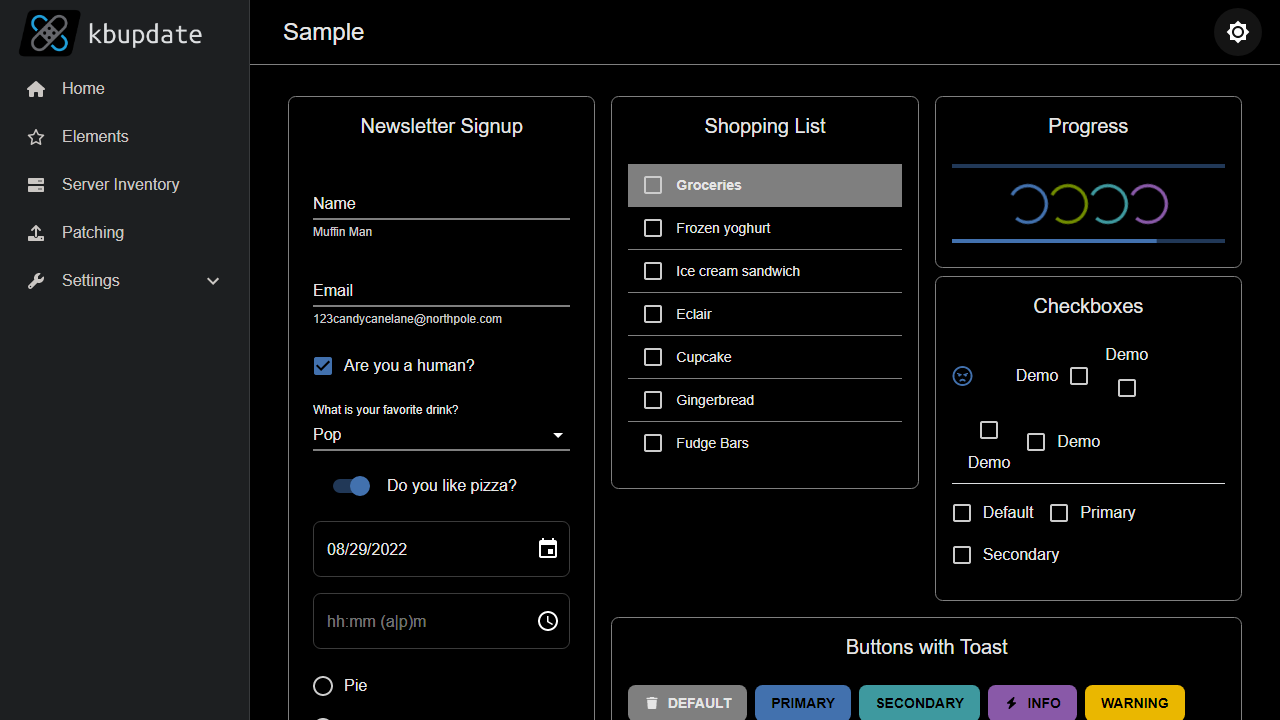 kbupdate
Home
Elements
Server Inventory
Patching
Settings
Sample
Newsletter Signup
Name
Muffin Man
Email
123candycanelane@northpole.com
Are you a human?
What is your favorite drink?
Pop
Do you like pizza?
08/29/2022
hh:mm (a|p)m
Pie
Shopping List
Groceries
Frozen yoghurt
Ice cream sandwich
Eclair
Cupcake
Gingerbread
Fudge Bars
Progress
Checkboxes
Demo
Demo
Demo
Demo
Default
Primary
Secondary
Buttons with Toast
DEFAULT
PRIMARY
SECONDARY
INFO
WARNING